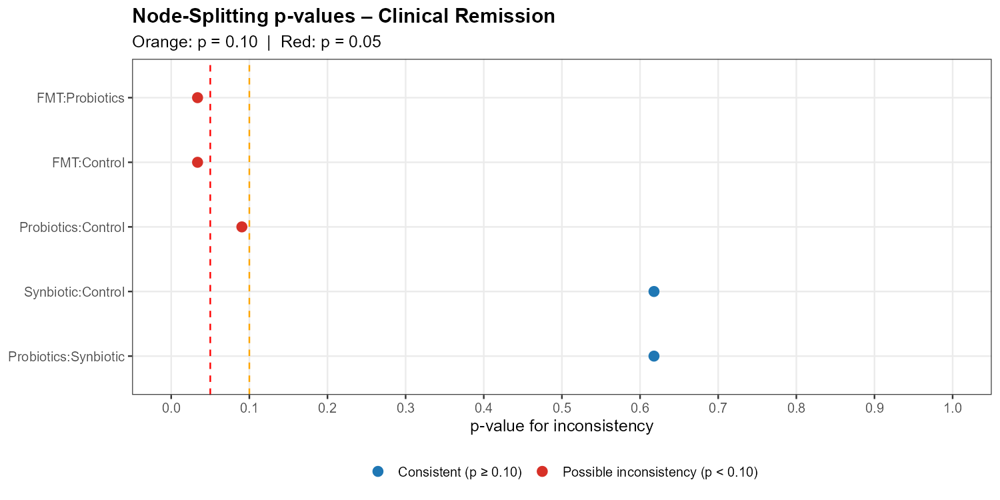 Node-Splitting p-values – Clinical Remission
Orange: p = 0.10 | Red: p = 0.05
FMT:Probiotics
FMT:Control
Probiotics:Control
Synbiotic:Control
Probiotics:Synbiotic
0.0 0.1 0.2 0.3 0.4 0.5 0.6 0.7 0.8 0.9 1.0
p-value for inconsistency
Consistent (p ≥ 0.10) Possible inconsistency (p < 0.10)